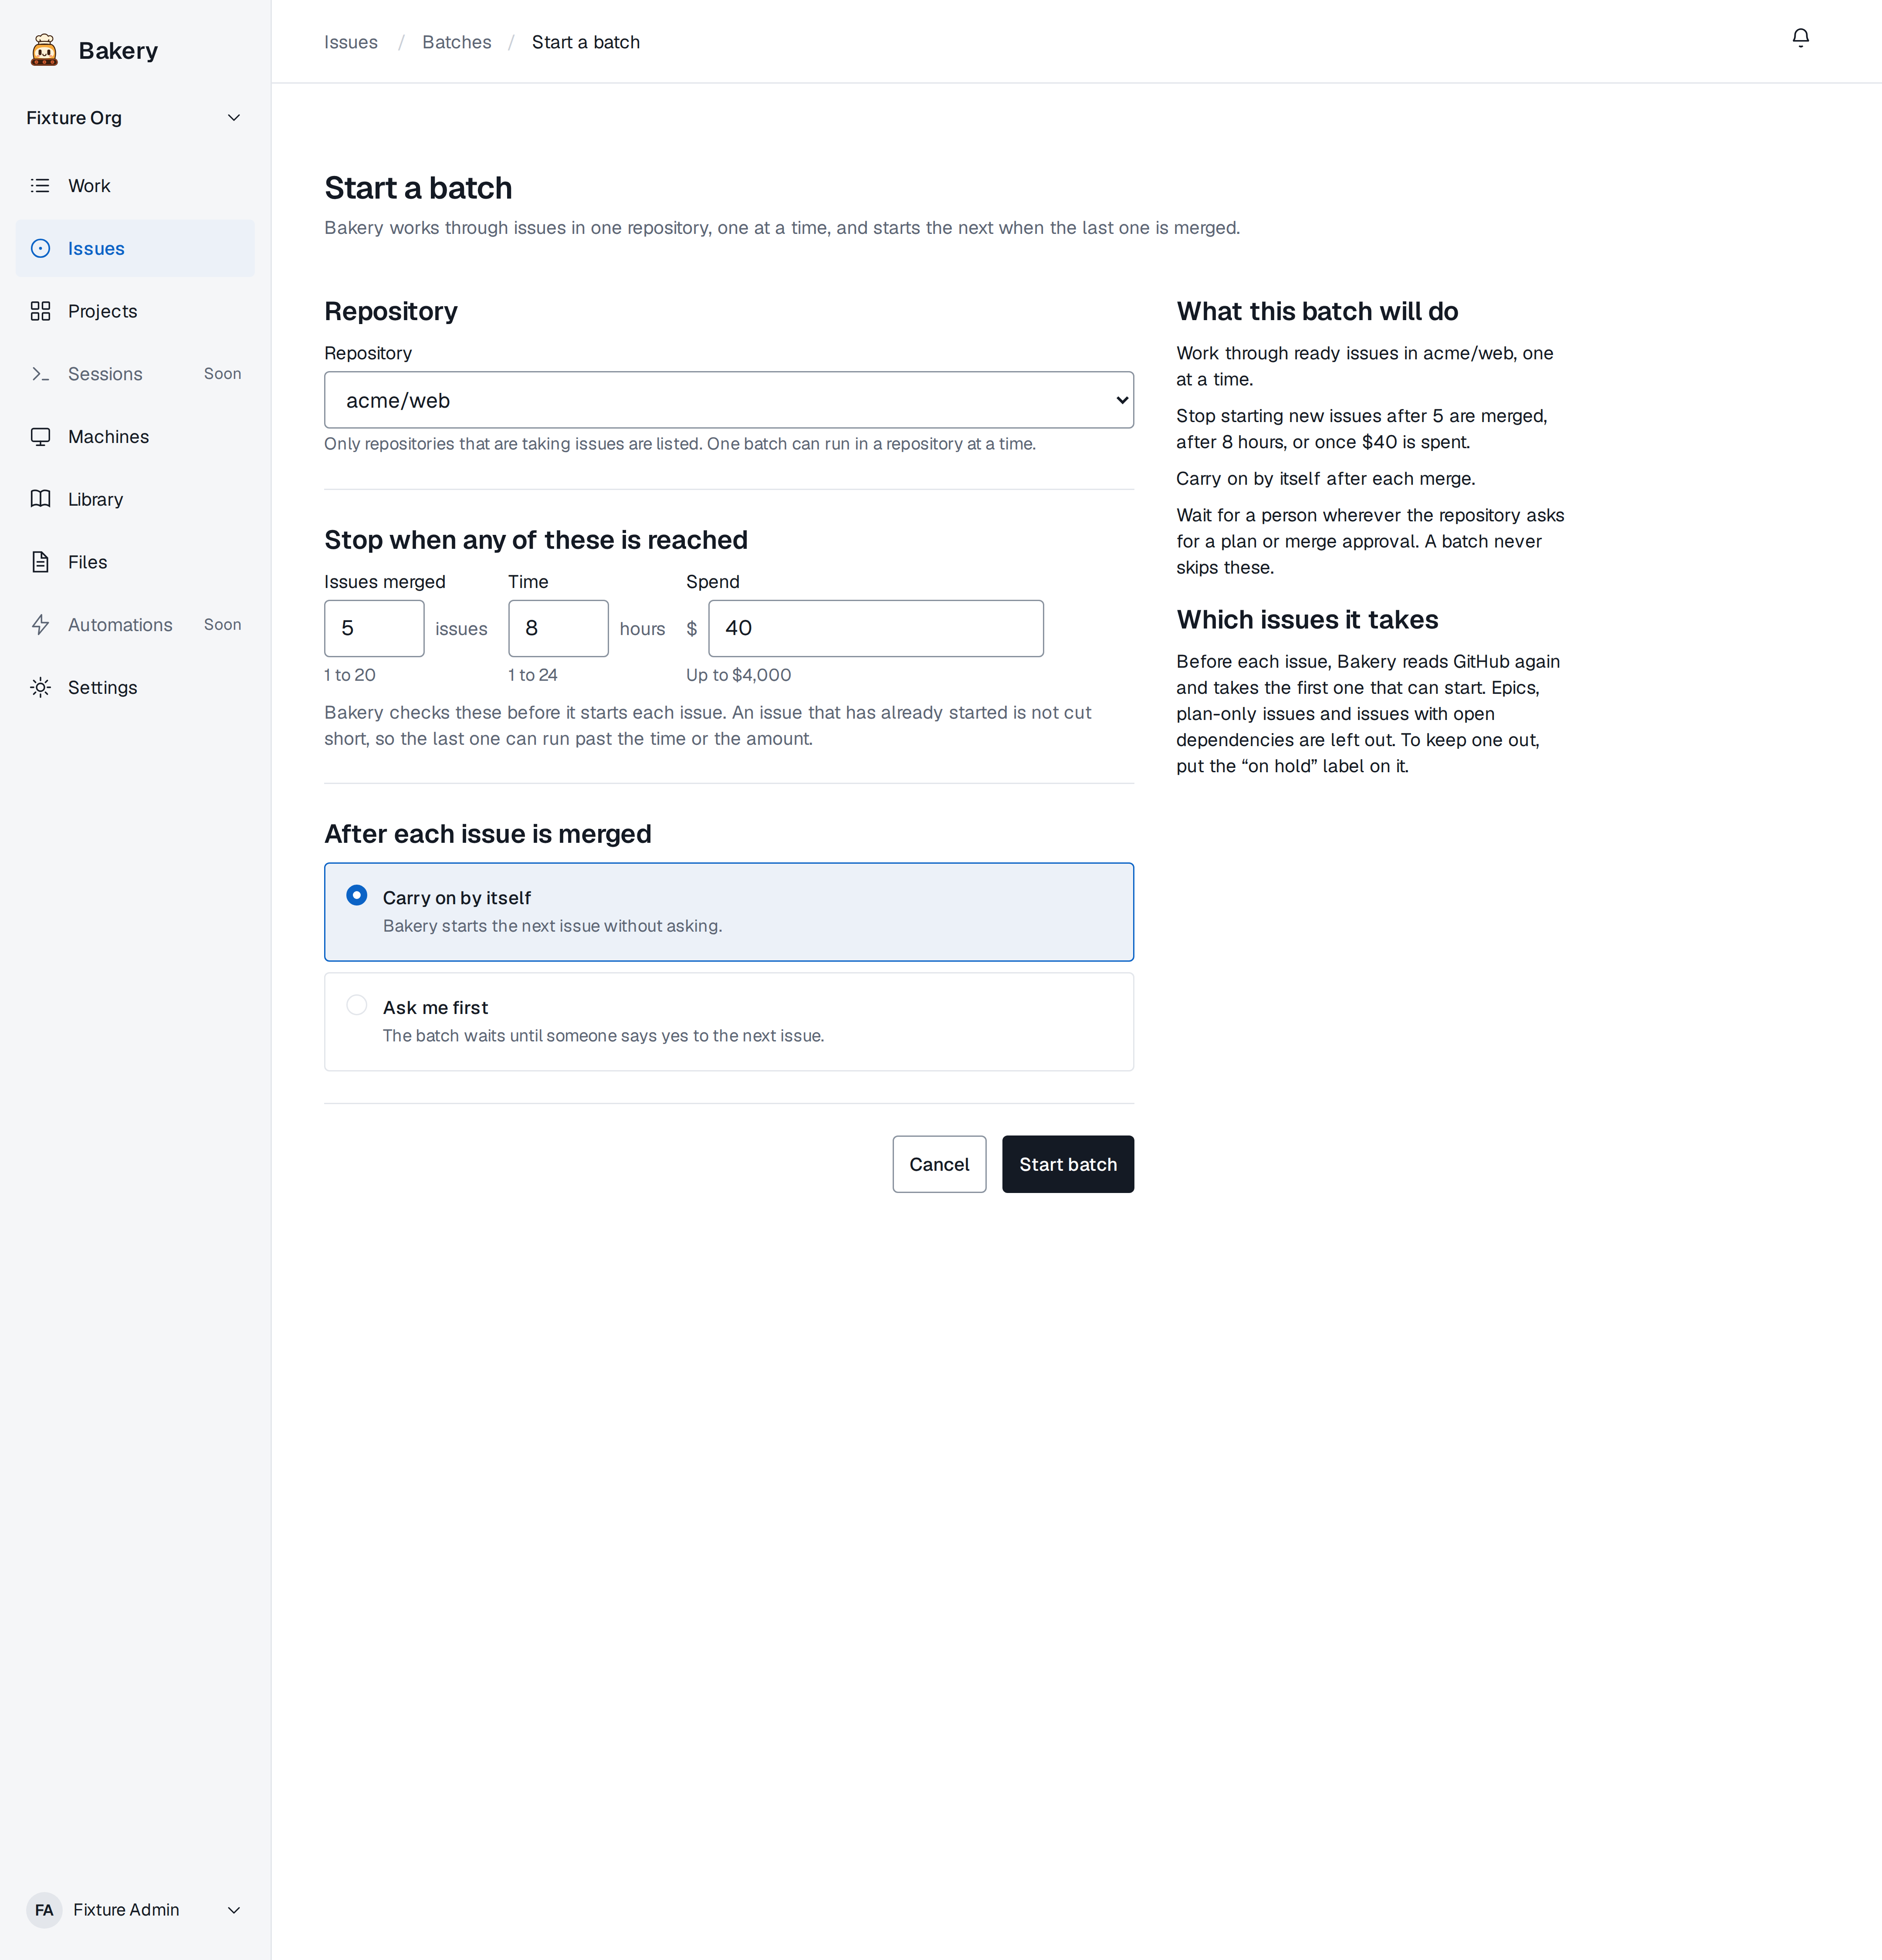 Bakery
Fixture Org
Work
Issues
Projects
Sessions Soon
Machines
Library
Files
Automations Soon
Settings
FA Fixture Admin
Issues / Batches / Start a batch
Start a batch
Bakery works through issues in one repository, one at a time, and starts the next when the last one is merged.
Repository
Repository
acme/web
Only repositories that are taking issues are listed. One batch can run in a repository at a time.
Stop when any of these is reached
Issues merged Time Spend
5 issues 8 hours $ 40
1 to 20 1 to 24 Up to $4,000
Bakery checks these before it starts each issue. An issue that has already started is not cut
short, so the last one can run past the time or the amount.
After each issue is merged
Carry on by itself
Bakery starts the next issue without asking.
Ask me first
The batch waits until someone says yes to the next issue.
Cancel Start batch
What this batch will do
Work through ready issues in acme/web, one
at a time.
Stop starting new issues after 5 are merged,
after 8 hours, or once $40 is spent.
Carry on by itself after each merge.
Wait for a person wherever the repository asks
for a plan or merge approval. A batch never
skips these.
Which issues it takes
Before each issue, Bakery reads GitHub again
and takes the first one that can start. Epics,
plan-only issues and issues with open
dependencies are left out. To keep one out,
put the “on hold” label on it.